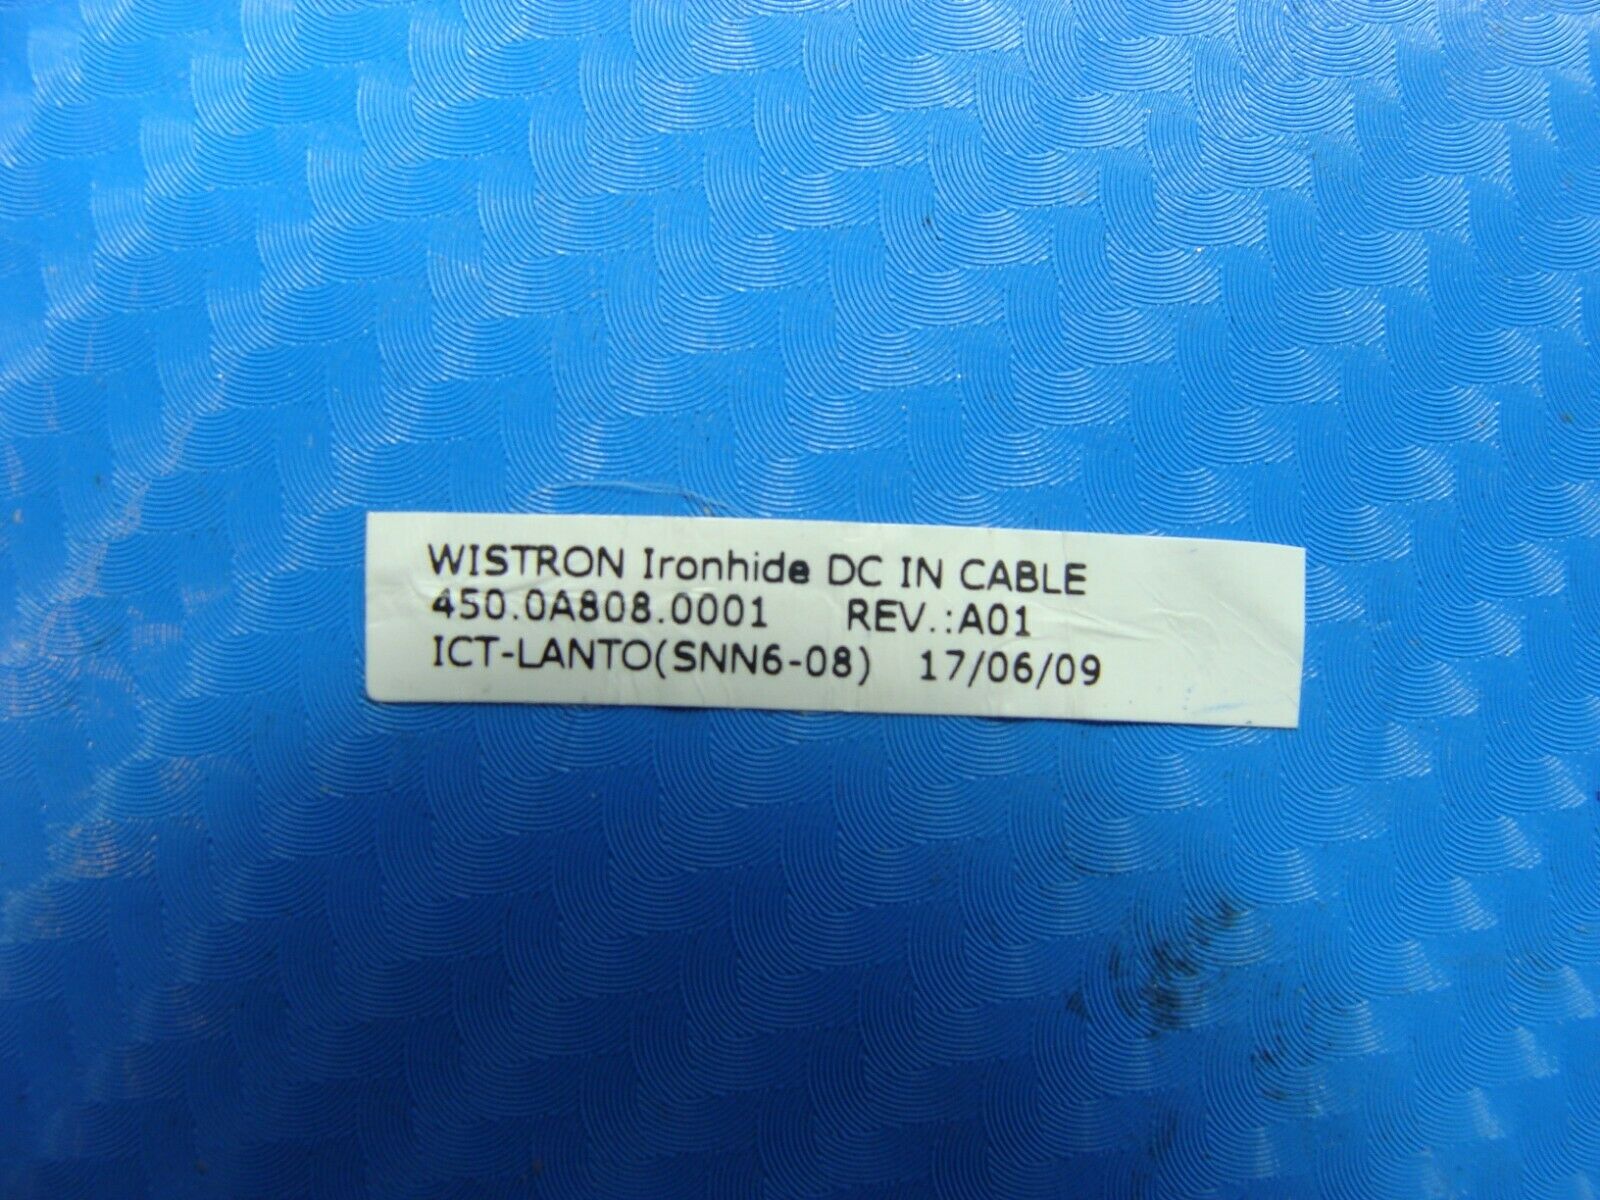 WISTRON Ironhide DC IN CABLE
450.0A808.0001 REV.:A01
ICT-LANTO(SNN6-08) 17/06/09